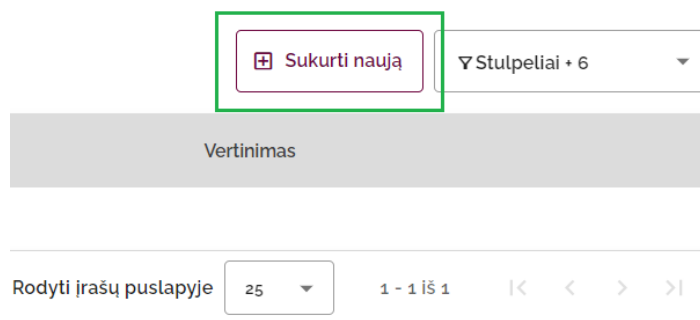 Sukurti naują
Stulpeliai + 6
Vertinimas
Rodyti įrašų puslapyje 25 1 - 1 iš 1